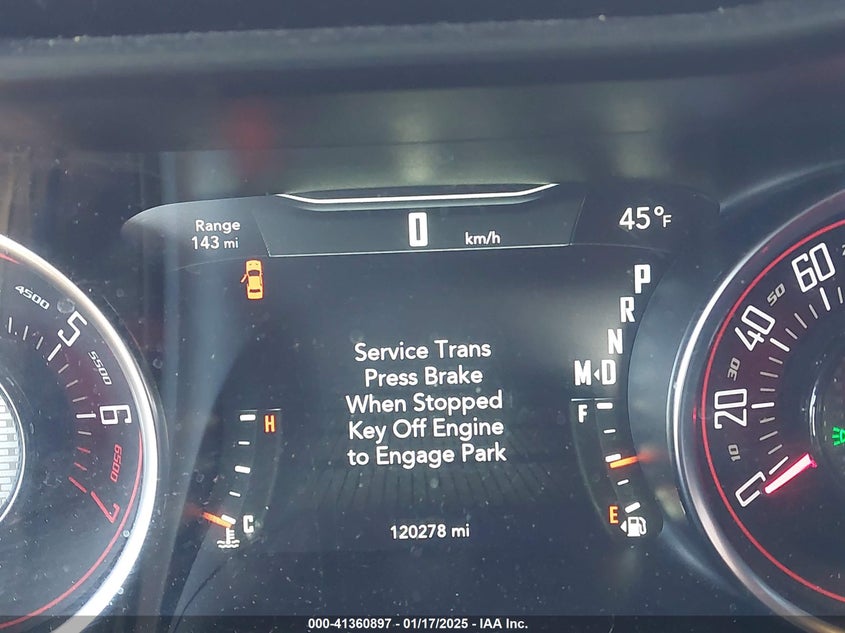 Range
143 mi
0 km/h
45°F
P
R
N
M D
Service Trans
Press Brake
When Stopped
Key Off Engine
to Engage Park
H
C
F
E
120278 mi
4500
5
5500
6
6500
7
0
10
20
30
40
50
60
000-41360897 - 01/17/2025 - IAA Inc.